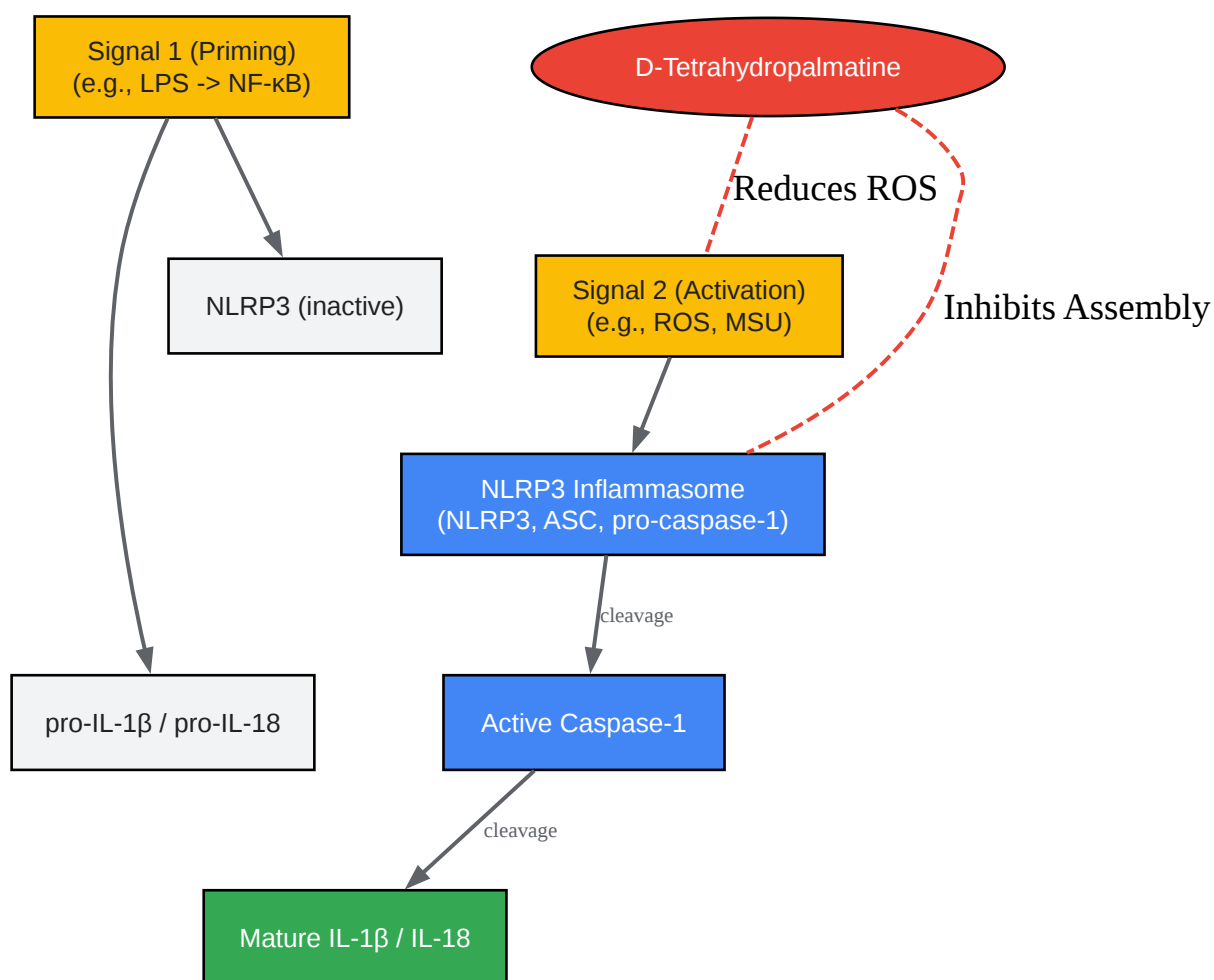 Signal 1 (Priming)
(e.g., LPS -> NF-κB)
D-Tetrahydropalmatine
Reduces ROS
NLRP3 (inactive)
Signal 2 (Activation)
(e.g., ROS, MSU)
Inhibits Assembly
NLRP3 Inflammasome
(NLRP3, ASC, pro-caspase-1)
cleavage
pro-IL-1β / pro-IL-18
Active Caspase-1
cleavage
Mature IL-1β / IL-18